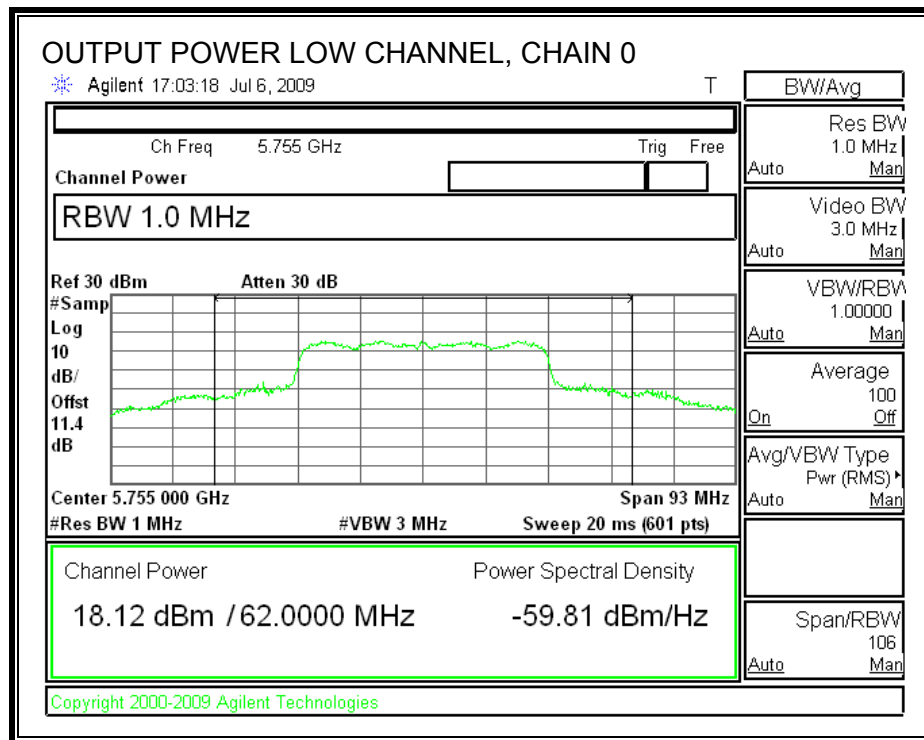 OUTPUT POWER LOW CHANNEL, CHAIN 0
Agilent 17:03:18 Jul 6, 2009 T
Ch Freq 5.755 GHz Trig Free
Channel Power
RBW 1.0 MHz
Ref 30 dBm Atten 30 dB
#Samp
Log
10
dB/
Offst
11.4
dB
Center 5.755 000 GHz Span 93 MHz
#Res BW 1 MHz #VBW 3 MHz Sweep 20 ms (601 pts)
Channel Power Power Spectral Density
18.12 dBm / 62.0000 MHz -59.81 dBm/Hz
Copyright 2000-2009 Agilent Technologies
BW/Avg
Res BW
1.0 MHz
Auto Man
Video BW
3.0 MHz
Auto Man
VBW/RBW
1.00000
Auto Man
Average
100
On Off
Avg/VBW Type
Pwr (RMS)
Auto Man
Span/RBW
106
Auto Man